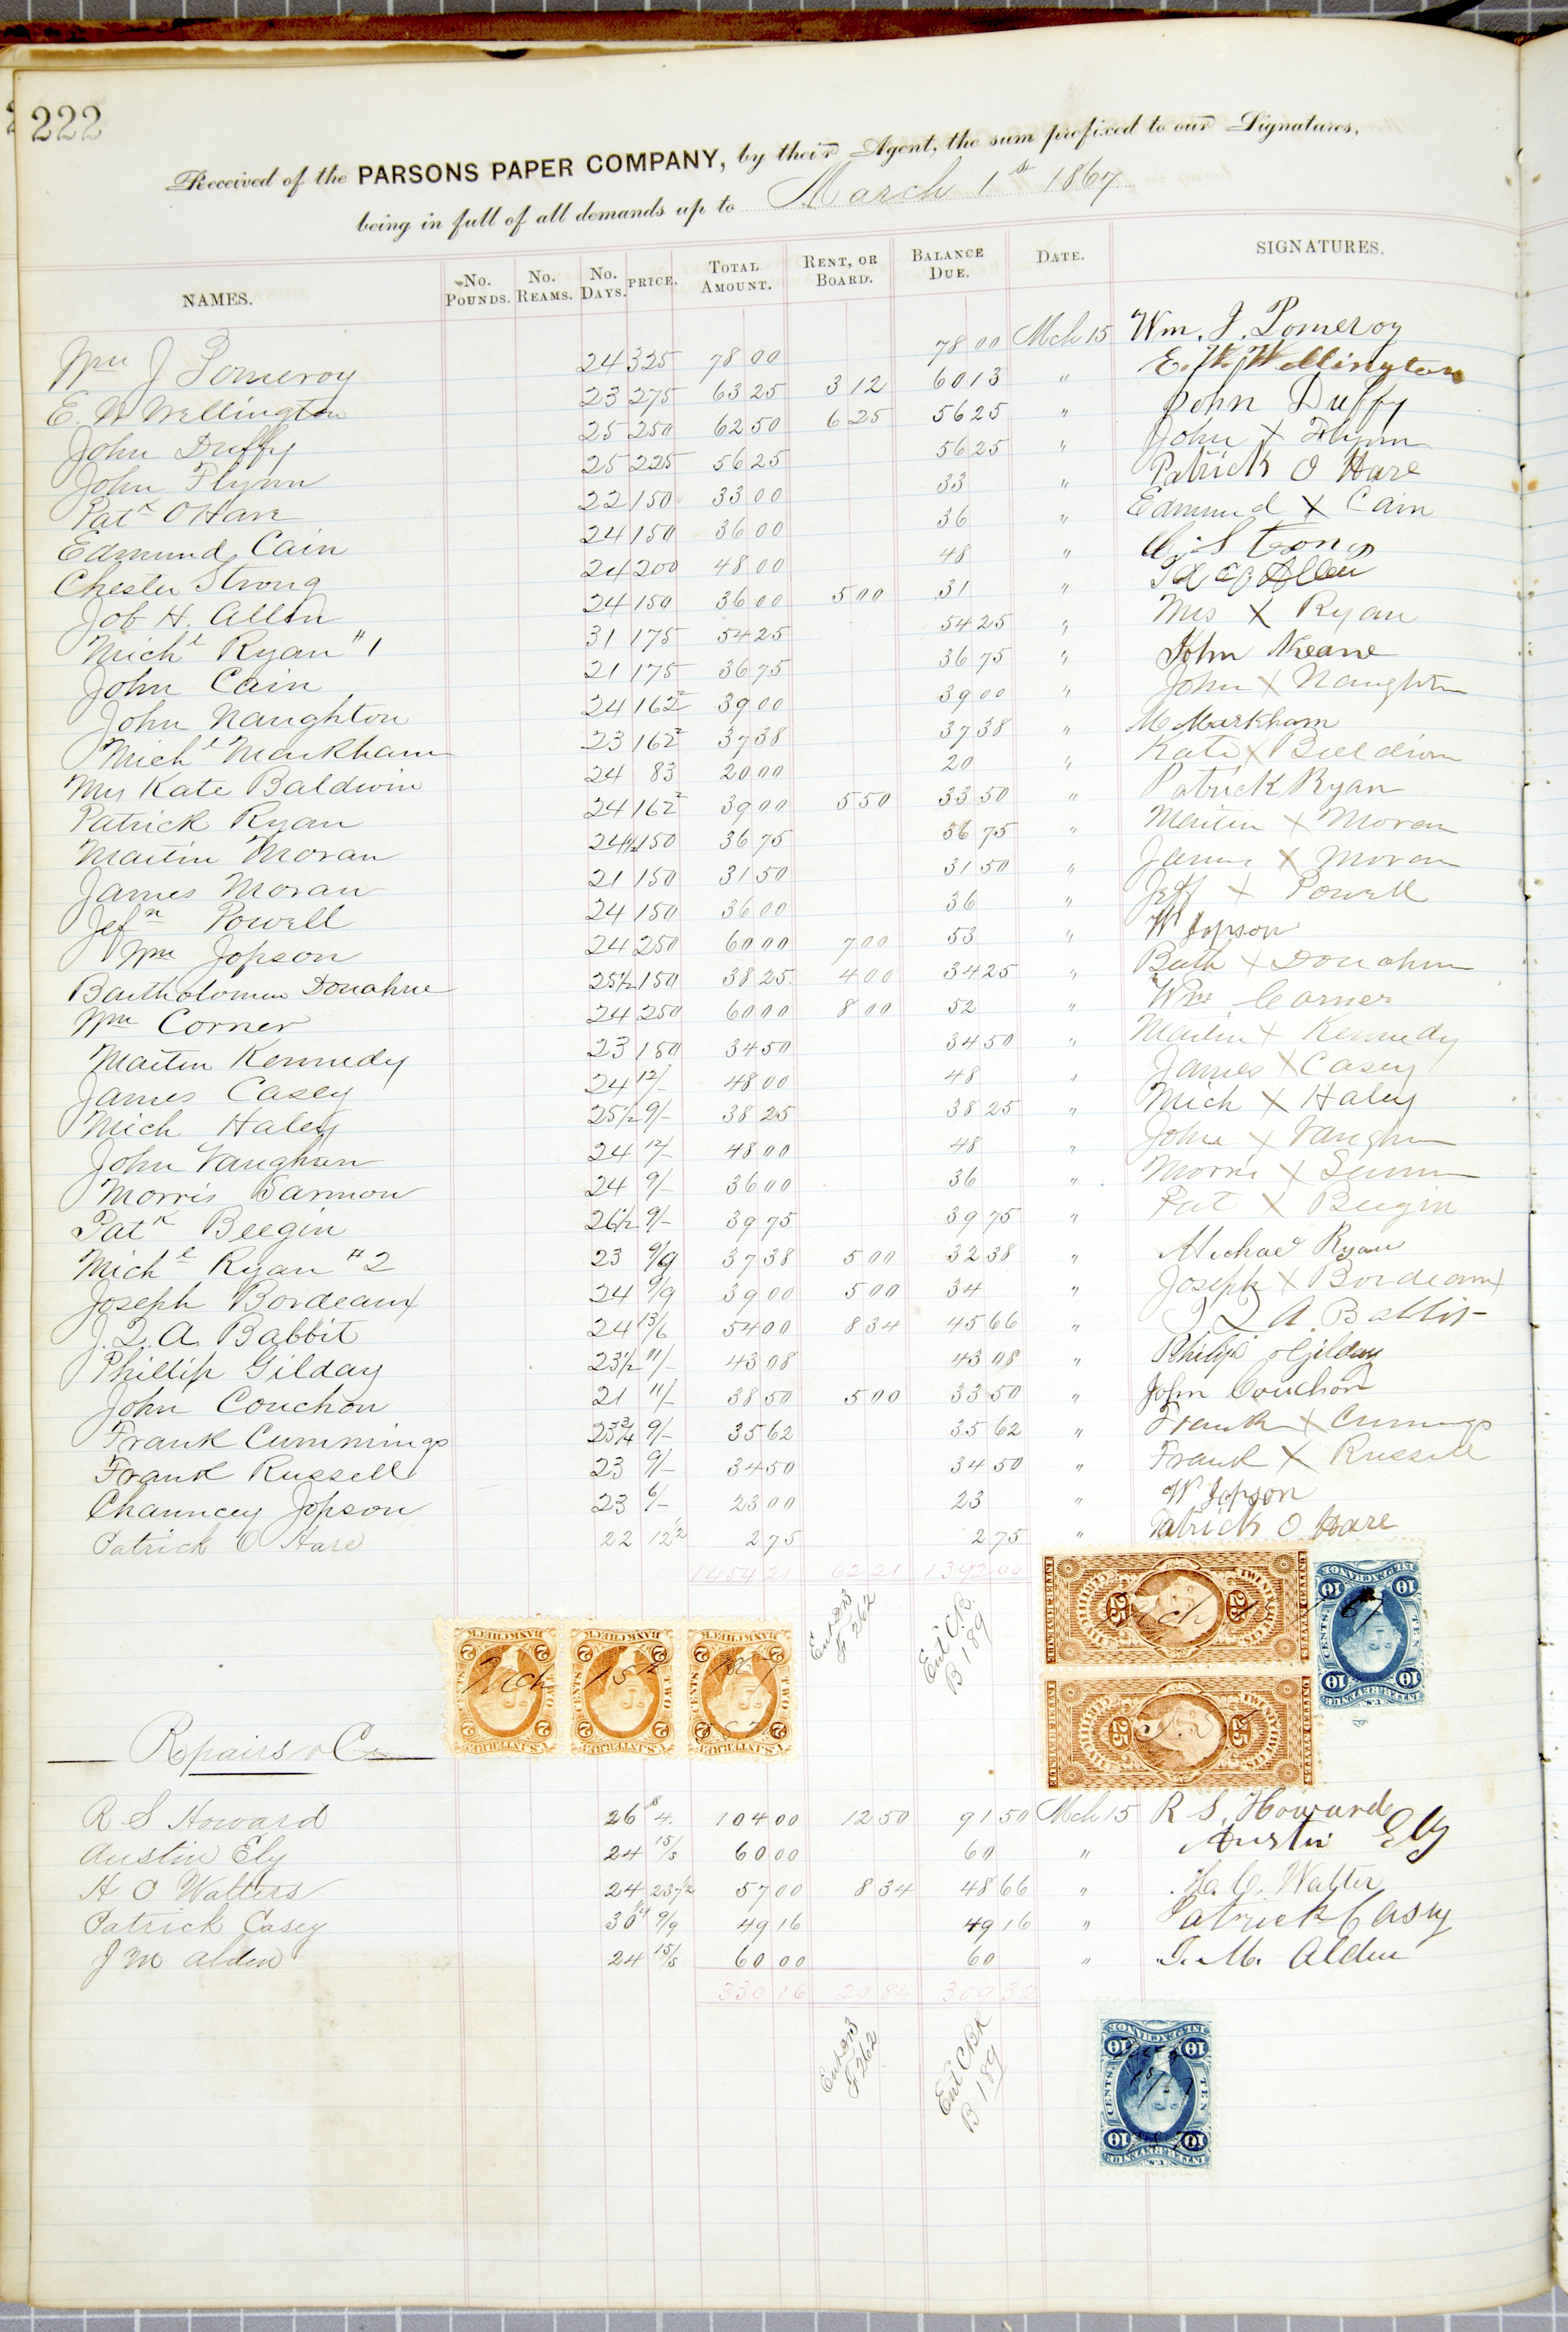 222
Received of the PARSONS PAPER COMPANY, by their Agent, the sum prefixed to our Signatures,
being in full of all demands up to March 1st 1867
NAMES. No. POUNDS. No. REAMS. No. DAYS. PRICE. TOTAL AMOUNT. RENT, OR BOARD. BALANCE DUE. DATE. SIGNATURES.
Wm J Pomeroy 24 325 78 00 78 00 Mch 15 Wm. J. Pomeroy
E. W Wellington 23 275 63 25 3 12 60 13 " E. W. Wellington
John Duffy 25 250 62 50 6 25 56 25 " John Duffy
John Flynn 25 225 56 25 56 25 " John X Flynn
Patk O Hare 22 150 33 00 33 " Patrick O Hare
Edmund Cain 24 150 36 00 36 " Edmund X Cain
Chester Strong 24 200 48 00 48 " C. Strong
Job H. Allen 24 150 36 00 5 00 31 " Allen
Michl Ryan #1 31 175 54 25 54 25 " Mrs X Ryan
John Cain 21 175 36 75 36 75 " John Keane
John Naughton 24 162 39 00 39 00 " John X Naughton
Michl Markham 23 162 37 38 37 38 " M Markham
Mrs Kate Baldwin 24 83 20 00 20 " Kate X Baldwin
Patrick Ryan 24 162 39 00 5 50 33 50 " Patrick Ryan
Martin Moran 24½ 150 36 75 36 75 " Martin X Moran
James Moran 21 150 31 50 31 50 " James X Moran
Jefn Powell 24 150 36 00 36 " Jeff X Powell
Wm Jopson 24 250 60 00 7 00 53 " W Jopson
Bartholomew Donahue 25½ 150 38 25 4 00 34 25 " Barth X Donahue
Wm Corner 24 250 60 00 8 00 52 " Wm Corner
Martin Kennedy 23 150 34 50 34 50 " Martin X Kennedy
James Casey 24 12/- 48 00 48 " James X Casey
Mich Haley 25½ 9/- 38 25 38 25 " Mich X Haley
John Vaughan 24 12/- 48 00 48 " John X Vaughn
Morris Sannon 24 9/- 36 00 36 " Morris X
Patk Beegin 26½ 9/- 39 75 39 75 " Pat X Beegin
Michl Ryan #2 23 9/9 37 38 5 00 32 38 " Michael Ryan
Joseph Bordeaux 24 9/9 39 00 5 00 34 " Joseph X Bordeaux
J. Q. A. Babbit 24 13/6 54 00 8 34 45 66 " J Q A. Babbit
Phillip Gilday 23½ 11/- 43 08 43 08 " Philip Gilday
John Couchon 21 11/- 38 50 5 00 33 50 " John Couchon
Frank Cummings 23¾ 9/- 35 62 35 62 " Frank X Cummings
Frank Russell 23 9/- 34 50 34 50 " Frank X Russell
Chauncey Jopson 23 6/- 23 00 23 " W Jopson
Patrick O Hare 22 12½ 2 75 2 75 " Patrick O Hare
1454 21 62 21 1392 00
Ent DB F 262 Ent C.B. B 189
Mch 15th 1867
Repairs & Co
R S Howard 26 4. 104 00 12 50 91 50 Mch 15 R S. Howard
Austin Ely 24 15/s 60 00 60 " Austin Ely
H O Walters 24 237½ 57 00 8 34 48 66 " H. O. Walter
Patrick Casey 30 9/9 49 16 49 16 " Patrick Casey
J M Alden 24 15/s 60 00 60 " J. M. Alden
330 16 20 84 309 32
Ent DB F 262 Ent CBK B 189